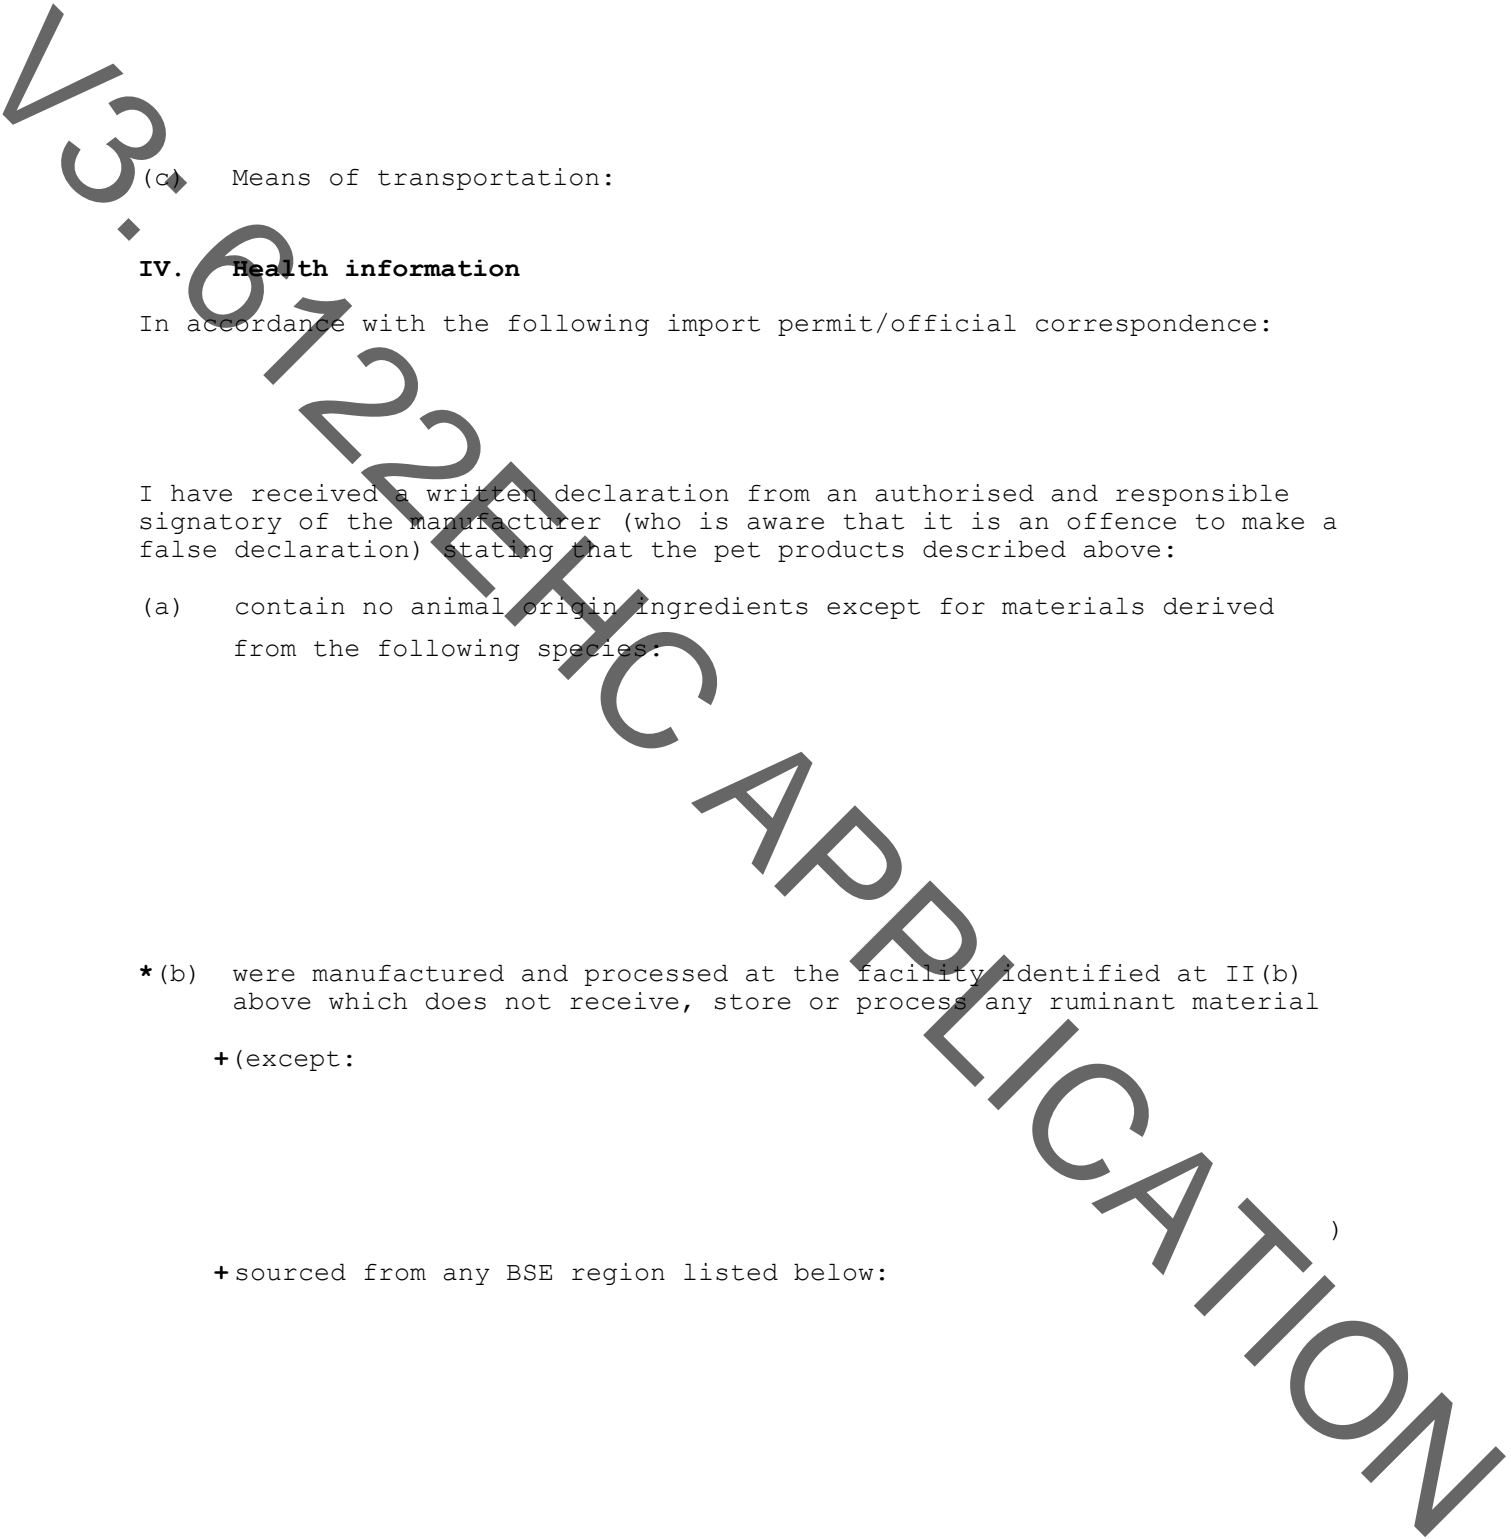 V3: 6122EHC APPLICATION
(c) Means of transportation:
IV. Health information
In accordance with the following import permit/official correspondence:
I have received a written declaration from an authorised and responsible
signatory of the manufacturer (who is aware that it is an offence to make a
false declaration) stating that the pet products described above:
(a) contain no animal origin ingredients except for materials derived
from the following species:
*(b) were manufactured and processed at the facility identified at II(b)
above which does not receive, store or process any ruminant material
+(except:
)
+sourced from any BSE region listed below: